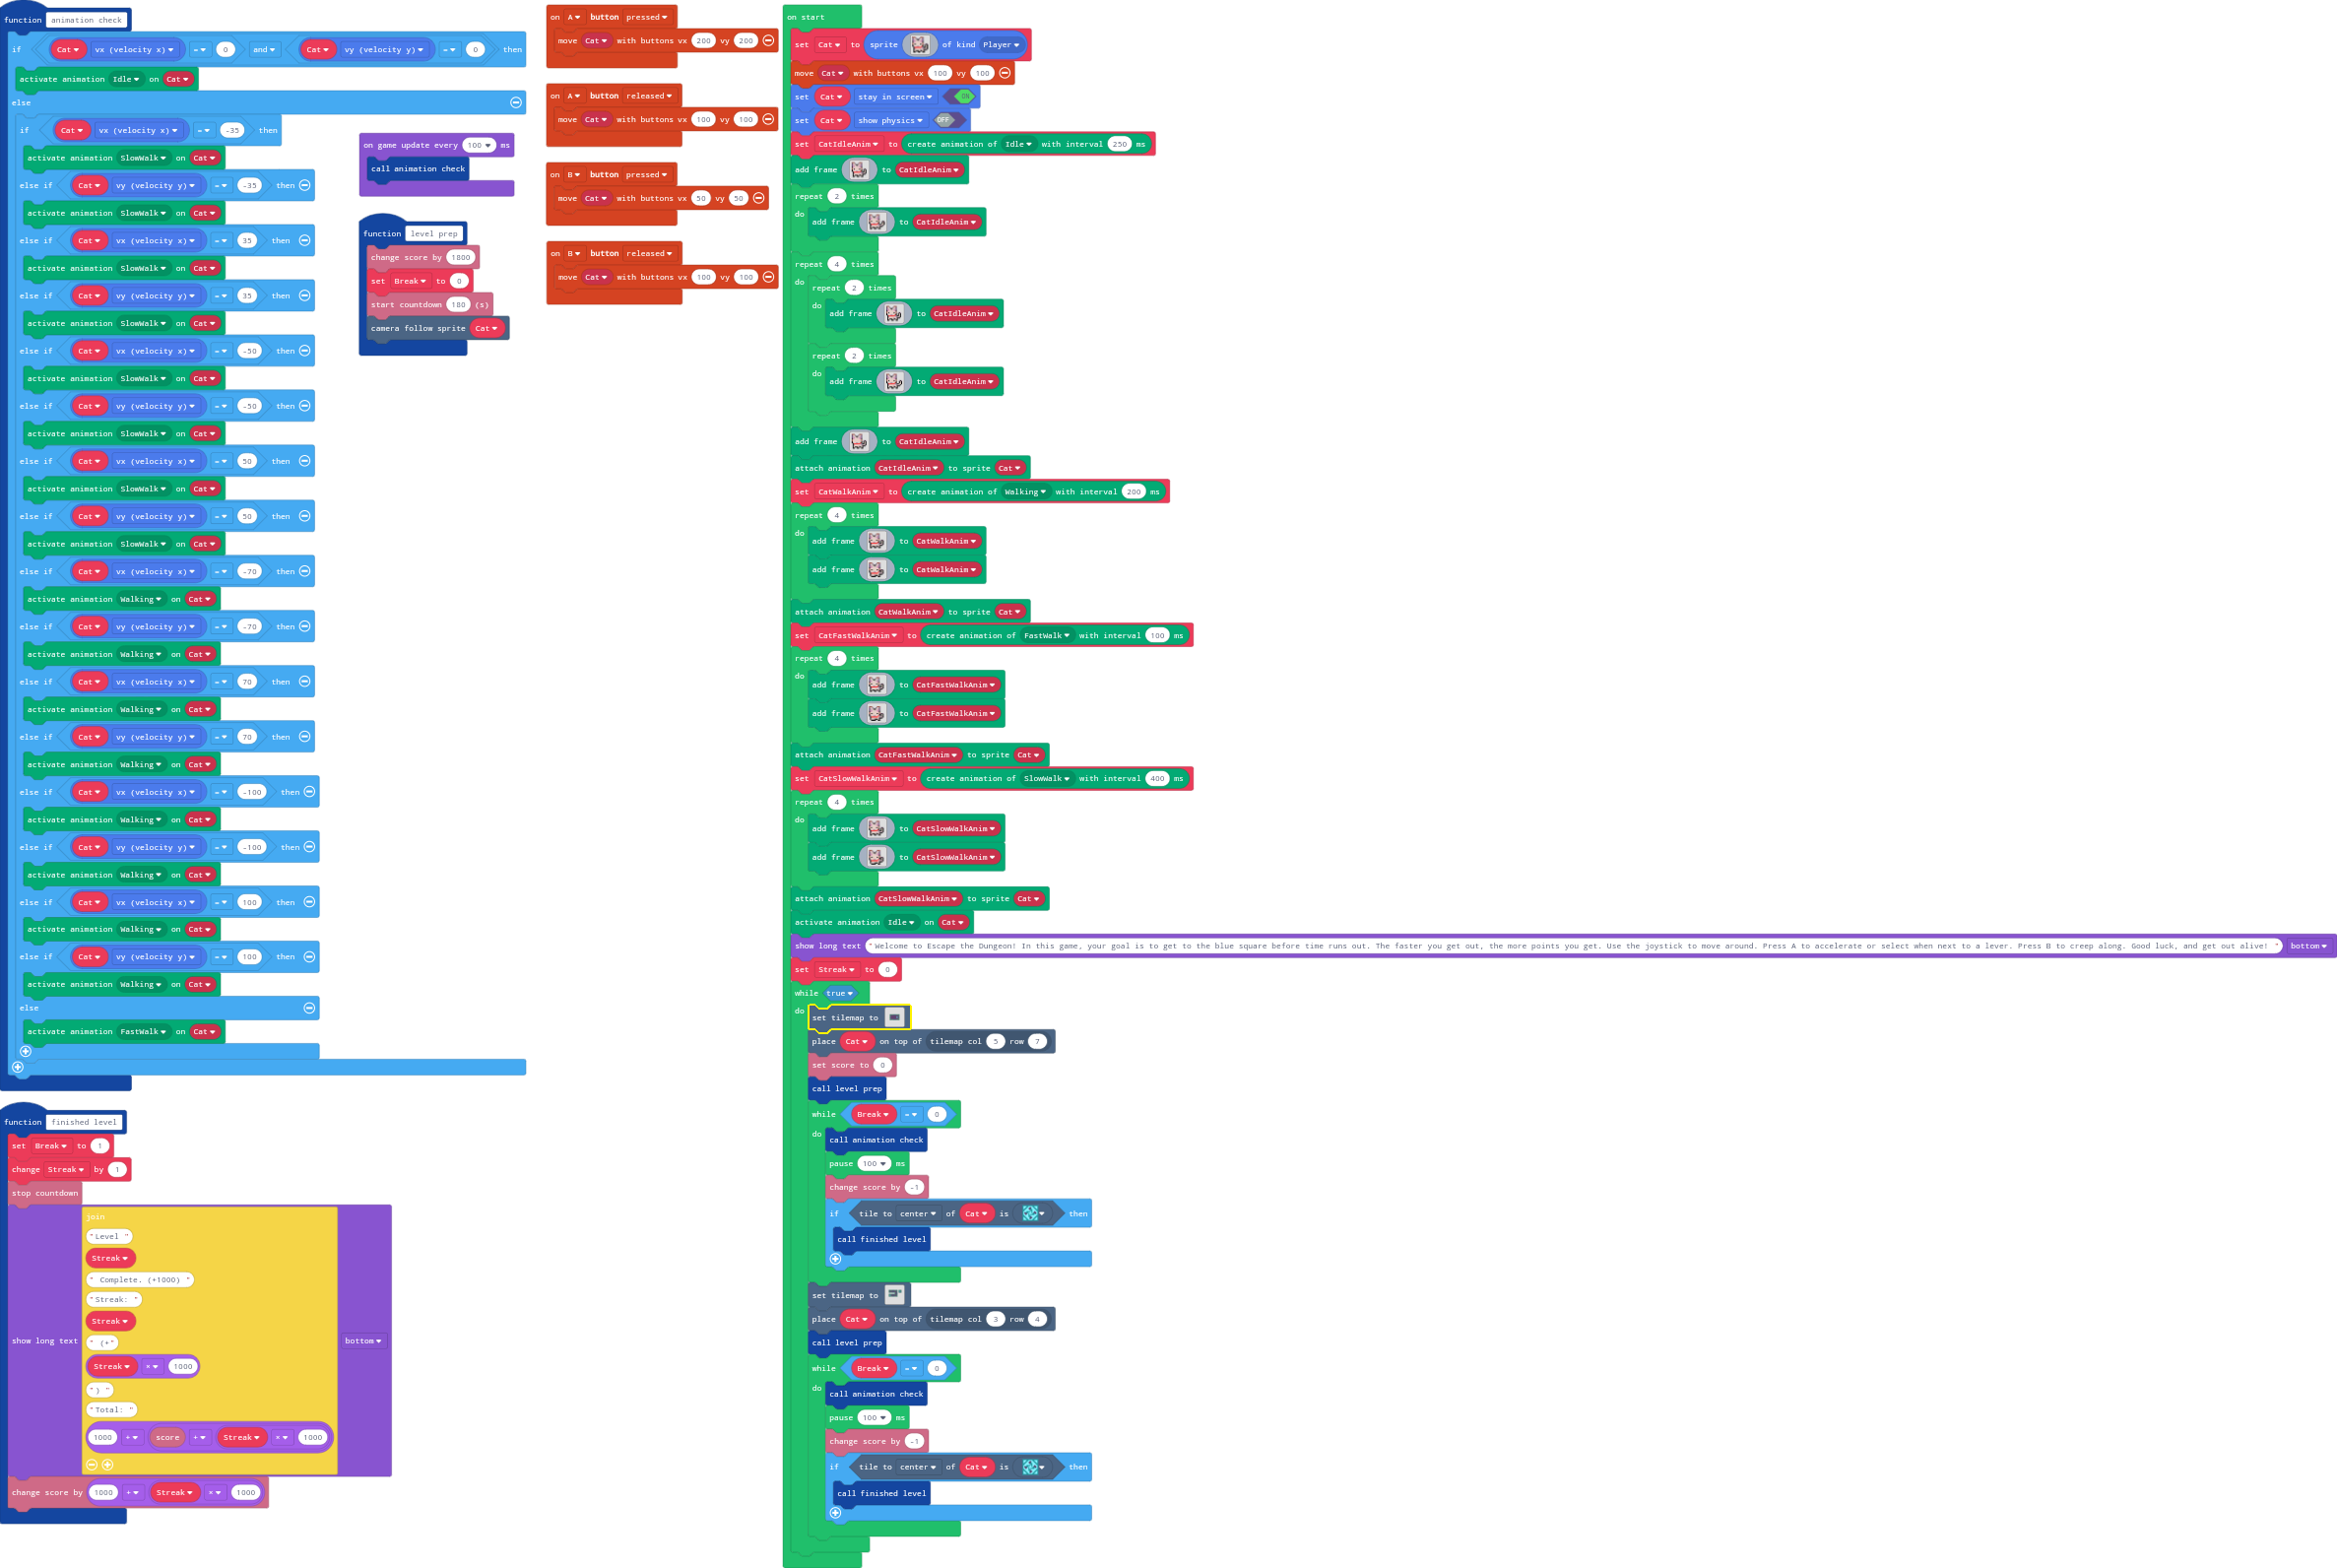 function animation check
if Cat vx (velocity x) = 0 and Cat vy (velocity y) = 0 then
activate animation Idle on Cat
else
if Cat vx (velocity x) = -35 then
activate animation SlowWalk on Cat
else if Cat vy (velocity y) = -35 then
activate animation SlowWalk on Cat
else if Cat vx (velocity x) = 35 then
activate animation SlowWalk on Cat
else if Cat vy (velocity y) = 35 then
activate animation SlowWalk on Cat
else if Cat vx (velocity x) = -50 then
activate animation SlowWalk on Cat
else if Cat vy (velocity y) = -50 then
activate animation SlowWalk on Cat
else if Cat vx (velocity x) = 50 then
activate animation SlowWalk on Cat
else if Cat vy (velocity y) = 50 then
activate animation SlowWalk on Cat
else if Cat vx (velocity x) = -70 then
activate animation Walking on Cat
else if Cat vy (velocity y) = -70 then
activate animation Walking on Cat
else if Cat vx (velocity x) = 70 then
activate animation Walking on Cat
else if Cat vy (velocity y) = 70 then
activate animation Walking on Cat
else if Cat vx (velocity x) = -100 then
activate animation Walking on Cat
else if Cat vy (velocity y) = -100 then
activate animation Walking on Cat
else if Cat vx (velocity x) = 100 then
activate animation Walking on Cat
else if Cat vy (velocity y) = 100 then
activate animation Walking on Cat
else
activate animation FastWalk on Cat
function finished level
set Break to 1
change Streak by 1
stop countdown
join
"Level "
Streak
" Complete. (+1000) "
"Streak: "
Streak
" (+"
show long text bottom
Streak × 1000
") "
"Total: "
1000 + score + Streak × 1000
change score by 1000 + Streak × 1000
on game update every 100 ms
call animation check
function level prep
change score by 1800
set Break to 0
start countdown 180 (s)
camera follow sprite Cat
on A button pressed
move Cat with buttons vx 200 vy 200
on A button released
move Cat with buttons vx 100 vy 100
on B button pressed
move Cat with buttons vx 50 vy 50
on B button released
move Cat with buttons vx 100 vy 100
on start
set Cat to sprite of kind Player
move Cat with buttons vx 100 vy 100
set Cat stay in screen ON
set Cat show physics OFF
set CatIdleAnim to create animation of Idle with interval 250 ms
add frame to CatIdleAnim
repeat 2 times
do
add frame to CatIdleAnim
repeat 4 times
do
repeat 2 times
do
add frame to CatIdleAnim
repeat 2 times
do
add frame to CatIdleAnim
add frame to CatIdleAnim
attach animation CatIdleAnim to sprite Cat
set CatWalkAnim to create animation of Walking with interval 200 ms
repeat 4 times
do
add frame to CatWalkAnim
add frame to CatWalkAnim
attach animation CatWalkAnim to sprite Cat
set CatFastWalkAnim to create animation of FastWalk with interval 100 ms
repeat 4 times
do
add frame to CatFastWalkAnim
add frame to CatFastWalkAnim
attach animation CatFastWalkAnim to sprite Cat
set CatSlowWalkAnim to create animation of SlowWalk with interval 400 ms
repeat 4 times
do
add frame to CatSlowWalkAnim
add frame to CatSlowWalkAnim
attach animation CatSlowWalkAnim to sprite Cat
activate animation Idle on Cat
show long text "Welcome to Escape the Dungeon! In this game, your goal is to get to the blue square before time runs out. The faster you get out, the more points you get. Use the joystick to move around. Press A to accelerate or select when next to a lever. Press B to creep along. Good luck, and get out alive! " bottom
set Streak to 0
while true
do
set tilemap to
place Cat on top of tilemap col 5 row 7
set score to 0
call level prep
while Break = 0
do
call animation check
pause 100 ms
change score by -1
if tile to center of Cat is then
call finished level
set tilemap to
place Cat on top of tilemap col 3 row 4
call level prep
while Break = 0
do
call animation check
pause 100 ms
change score by -1
if tile to center of Cat is then
call finished level